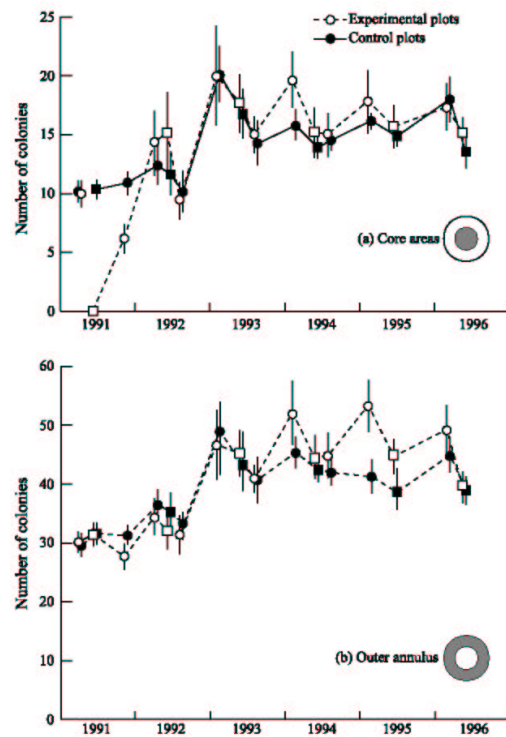 Experimental plots
Control plots
Number of colonies
25
20
15
10
5
0
(a) Core areas
1991 1992 1993 1994 1995 1996
Number of colonies
60
50
40
30
20
10
0
(b) Outer annulus
1991 1992 1993 1994 1995 1996